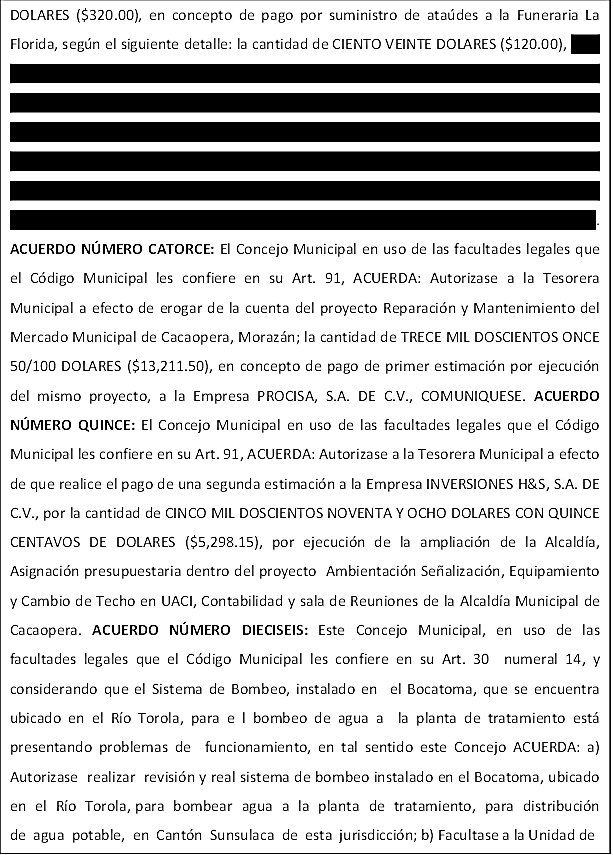 DOLARES ($320.00), en concepto de pago por suministro de ataúdes a la Funeraria La
Florida, según el siguiente detalle: la cantidad de CIENTO VEINTE DOLARES ($120.00),
.
ACUERDO NÚMERO CATORCE: El Concejo Municipal en uso de las facultades legales que
el Código Municipal les confiere en su Art. 91, ACUERDA: Autorizase a la Tesorera
Municipal a efecto de erogar de la cuenta del proyecto Reparación y Mantenimiento del
Mercado Municipal de Cacaopera, Morazán; la cantidad de TRECE MIL DOSCIENTOS ONCE
50/100 DOLARES ($13,211.50), en concepto de pago de primer estimación por ejecución
del mismo proyecto, a la Empresa PROCISA, S.A. DE C.V., COMUNIQUESE. ACUERDO
NÚMERO QUINCE: El Concejo Municipal en uso de las facultades legales que el Código
Municipal les confiere en su Art. 91, ACUERDA: Autorizase a la Tesorera Municipal a efecto
de que realice el pago de una segunda estimación a la Empresa INVERSIONES H&S, S.A. DE
C.V., por la cantidad de CINCO MIL DOSCIENTOS NOVENTA Y OCHO DOLARES CON QUINCE
CENTAVOS DE DOLARES ($5,298.15), por ejecución de la ampliación de la Alcaldía,
Asignación presupuestaria dentro del proyecto Ambientación Señalización, Equipamiento
y Cambio de Techo en UACI, Contabilidad y sala de Reuniones de la Alcaldía Municipal de
Cacaopera. ACUERDO NÚMERO DIECISEIS: Este Concejo Municipal, en uso de las
facultades legales que el Código Municipal les confiere en su Art. 30 numeral 14, y
considerando que el Sistema de Bombeo, instalado en el Bocatoma, que se encuentra
ubicado en el Río Torola, para e l bombeo de agua a la planta de tratamiento está
presentando problemas de funcionamiento, en tal sentido este Concejo ACUERDA: a)
Autorizase realizar revisión y real sistema de bombeo instalado en el Bocatoma, ubicado
en el Río Torola, para bombear agua a la planta de tratamiento, para distribución
de agua potable, en Cantón Sunsulaca de esta jurisdicción; b) Facultase a la Unidad de